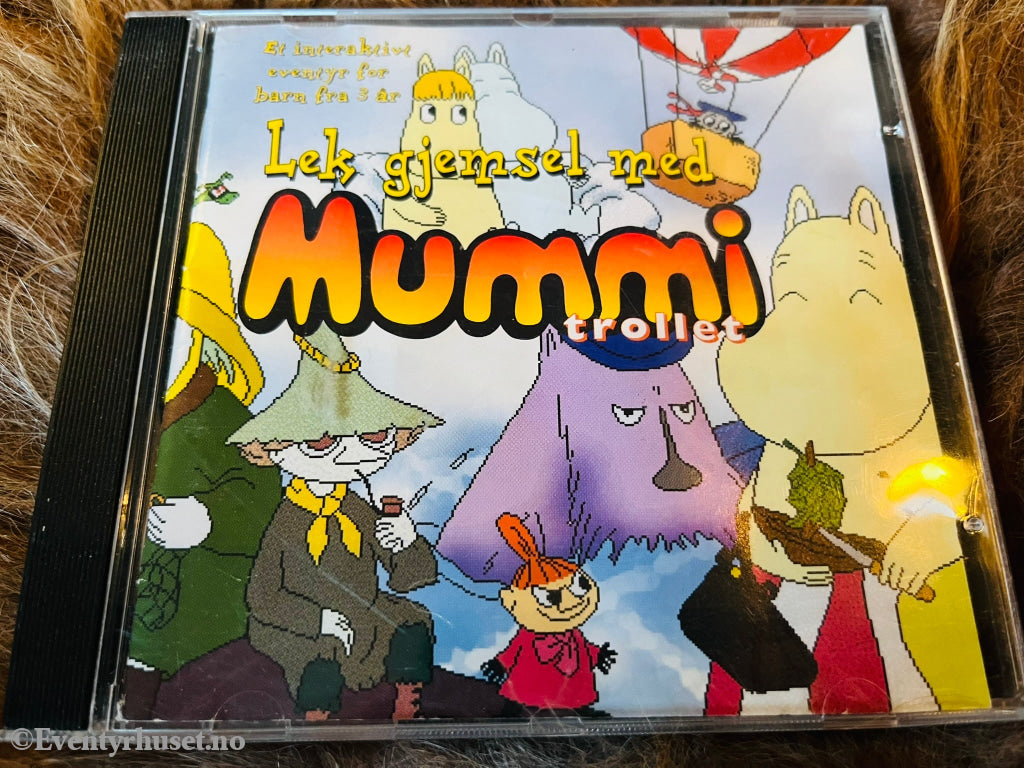 Et interaktivt
eventyr for
barn fra 3 år
Lek gjemsel med
Mummi
trollet
©Eventyrhuset.no